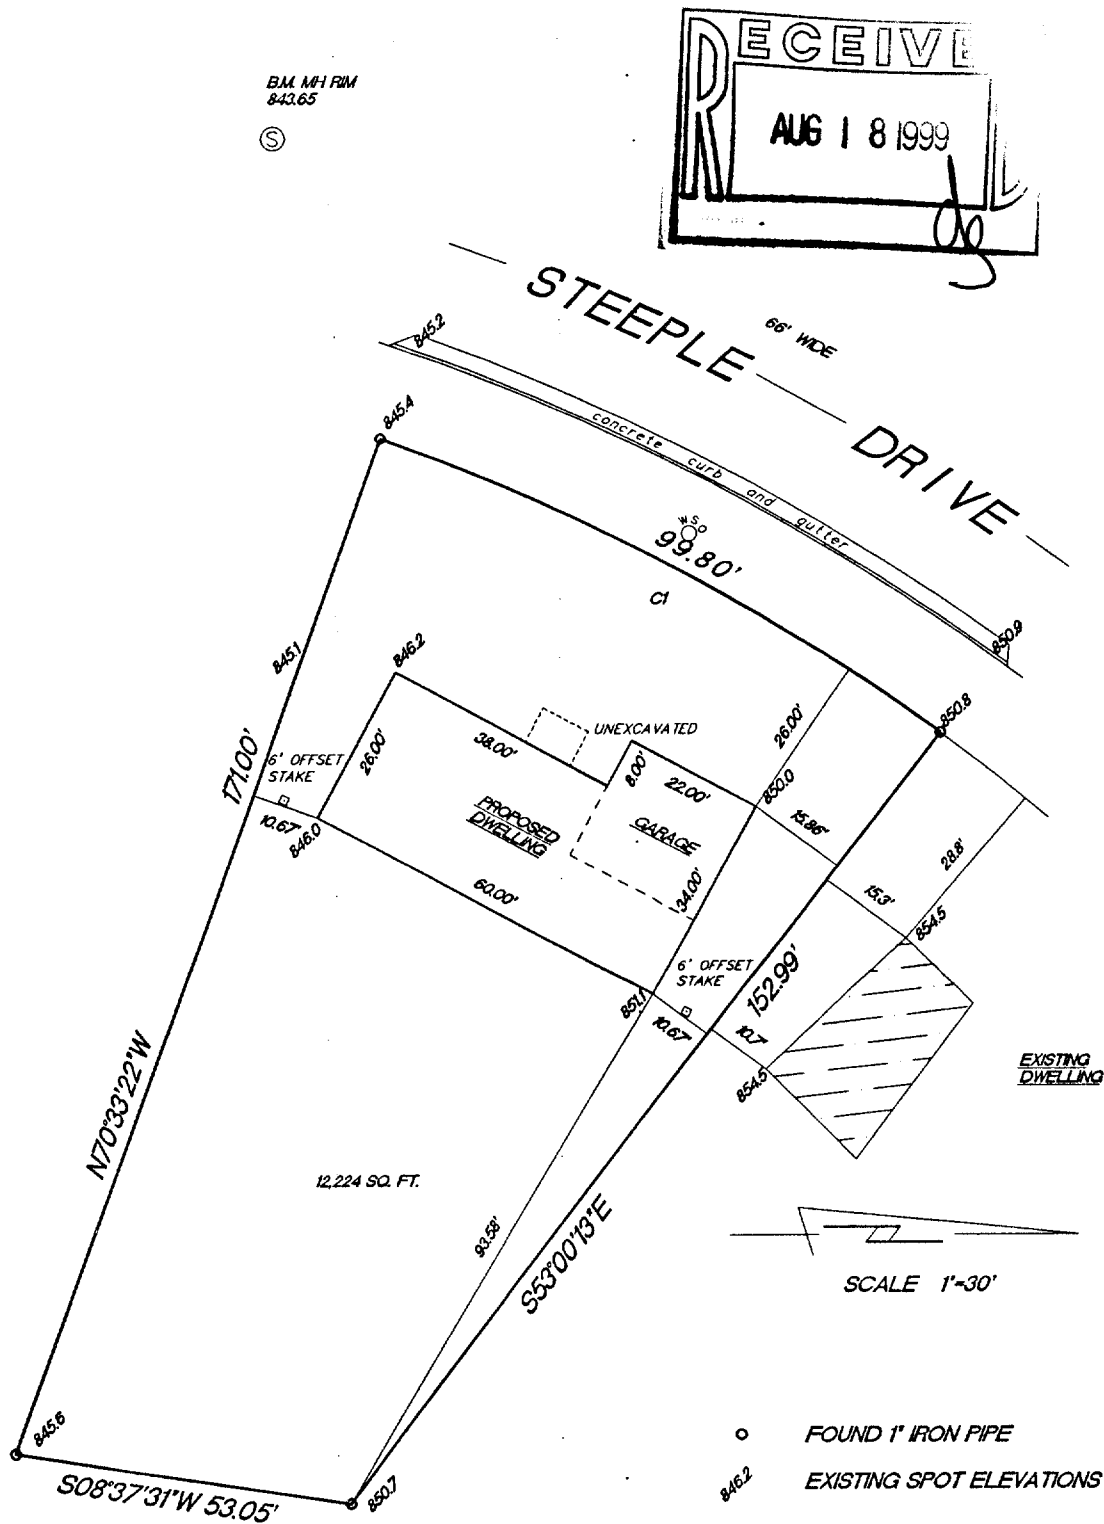 B.M. MH RIM
843.65
S
RECEIVED
AUG 18 1999
STEEPLE DRIVE
66' WIDE
845.2
845.4
concrete curb and gutter
WSO
99.80'
C1
850.9
850.8
845.1
846.2
171.00'
6' OFFSET
STAKE
26.00'
38.00'
UNEXCAVATED
8.00'
22.00'
26.00'
850.0
15.86'
10.67'
846.0
PROPOSED
DWELLING
GARAGE
60.00'
34.00'
28.8'
15.3'
854.5
6' OFFSET
STAKE
851.1
10.67'
152.99'
10.7'
854.5
EXISTING
DWELLING
N70°33'22"W
12,224 SQ. FT.
93.58'
S53°00'13"E
SCALE 1"=30'
845.6
S08°37'31"W 53.05'
850.7
FOUND 1" IRON PIPE
846.2
EXISTING SPOT ELEVATIONS